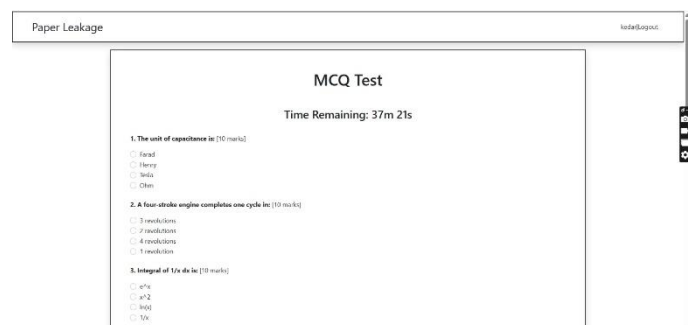 Paper Leakage
kedar|Logout
MCQ Test
Time Remaining: 37m 21s
1. The unit of capacitance is: [10 marks]
Farad
Henry
Tesla
Ohm
2. A four-stroke engine completes one cycle in: [10 marks]
3 revolutions
2 revolutions
4 revolutions
1 revolution
3. Integral of 1/x dx is: [10 marks]
e^x
x^2
ln(x)
1/x